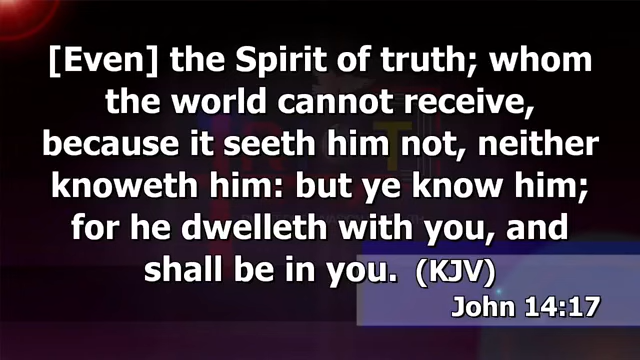 [Even] the Spirit of truth; whom
the world cannot receive,
because it seeth him not, neither
knoweth him: but ye know him;
for he dwelleth with you, and
shall be in you. (KJV)
John 14:17